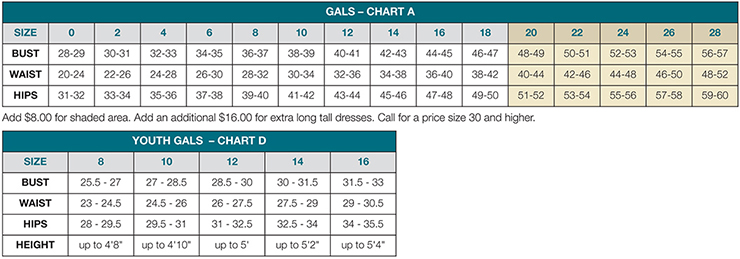 GALS – CHART A
SIZE 0 2 4 6 8 10 12 14 16 18 20 22 24 26 28
BUST 28-29 30-31 32-33 34-35 36-37 38-39 40-41 42-43 44-45 46-47 48-49 50-51 52-53 54-55 56-57
WAIST 20-24 22-26 24-28 26-30 28-32 30-34 32-36 34-38 36-40 38-42 40-44 42-46 44-48 46-50 48-52
HIPS 31-32 33-34 35-36 37-38 39-40 41-42 43-44 45-46 47-48 49-50 51-52 53-54 55-56 57-58 59-60
Add $8.00 for shaded area. Add an additional $16.00 for extra long tall dresses. Call for a price size 30 and higher.
YOUTH GALS – CHART D
SIZE 8 10 12 14 16
BUST 25.5 - 27 27 - 28.5 28.5 - 30 30 - 31.5 31.5 - 33
WAIST 23 - 24.5 24.5 - 26 26 - 27.5 27.5 - 29 29 - 30.5
HIPS 28 - 29.5 29.5 - 31 31 - 32.5 32.5 - 34 34 - 35.5
HEIGHT up to 4'8" up to 4'10" up to 5' up to 5'2" up to 5'4"